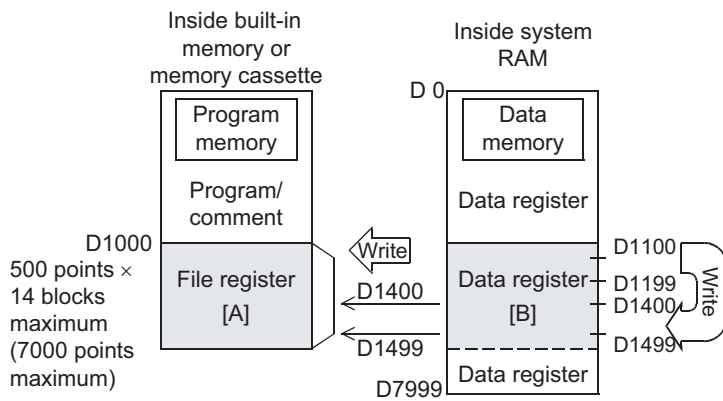 Inside built-in
memory or
memory cassette
Program
memory
Program/
comment
D1000
500 points ×
14 blocks
maximum
(7000 points
maximum)
File register
[A]
Write
D1400
D1499
Inside system
RAM
D 0
Data
memory
Data register
Data register
[B]
Data register
D7999
D1100
D1199
D1400
D1499
Write